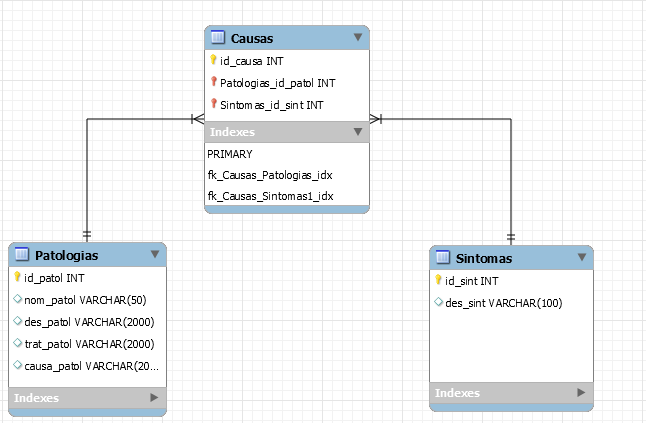 Causas
id_causa INT
Patologias_id_patol INT
Sintomas_id_sint INT
Indexes
PRIMARY
fk_Causas_Patologias_idx
fk_Causas_Sintomas1_idx
Patologias
id_patol INT
nom_patol VARCHAR(50)
des_patol VARCHAR(2000)
trat_patol VARCHAR(2000)
causa_patol VARCHAR(20...
Indexes
Sintomas
id_sint INT
des_sint VARCHAR(100)
Indexes